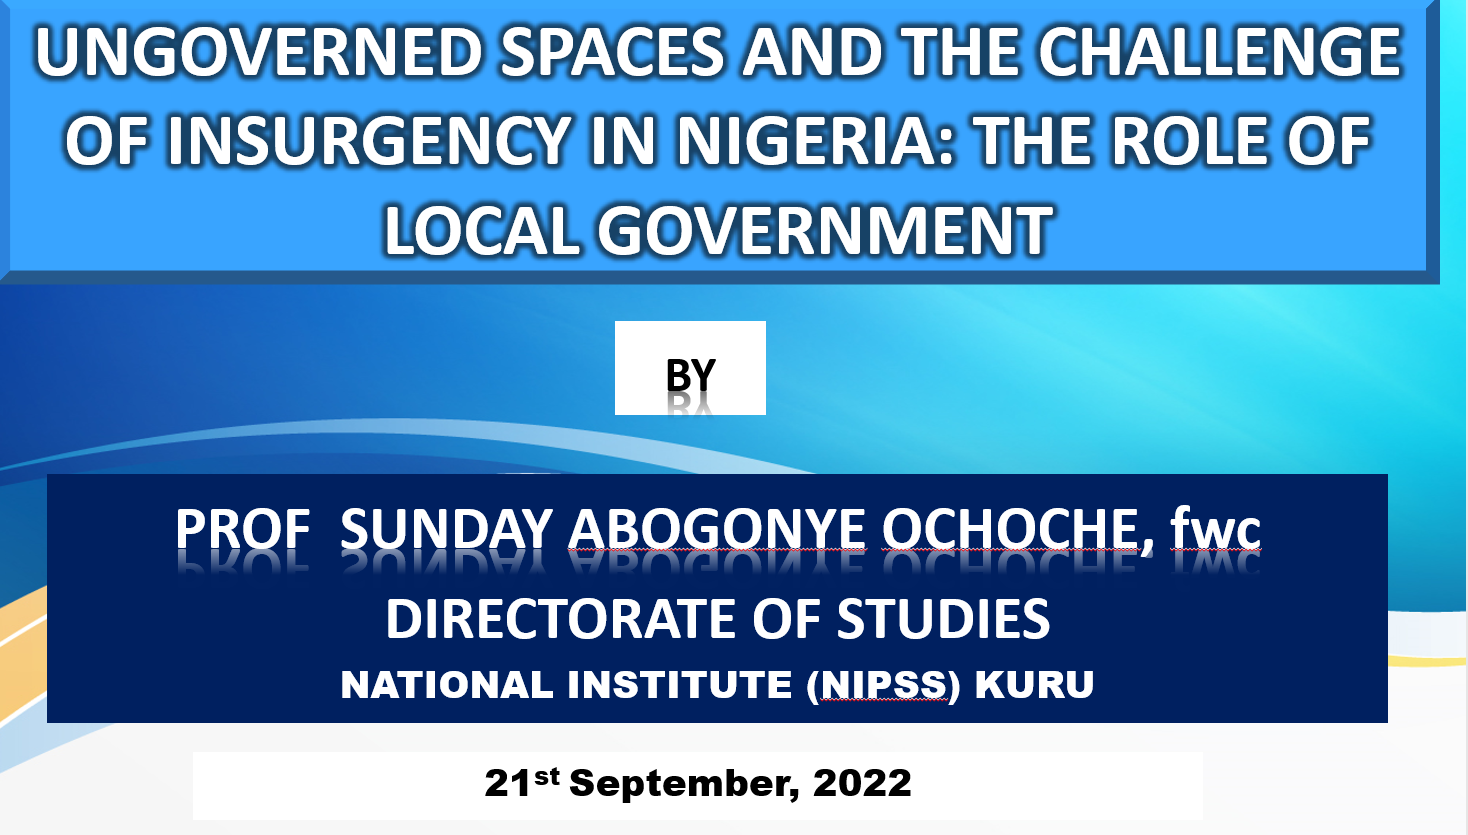 UNGOVERNED SPACES AND THE CHALLENGE
OF INSURGENCY IN NIGERIA: THE ROLE OF
LOCAL GOVERNMENT
BY
PROF  SUNDAY ABOGONYE OCHOCHE, fwc
DIRECTORATE OF STUDIES
NATIONAL INSTITUTE (NIPSS) KURU
21st September, 2022